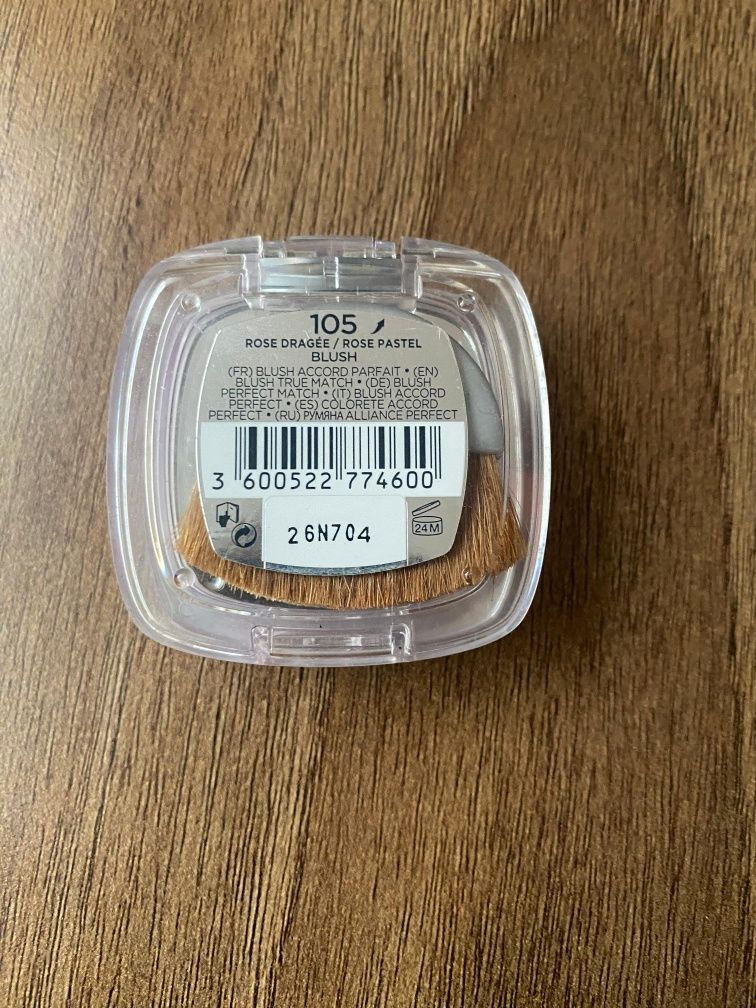 105
ROSE DRAGÉE / ROSE PASTEL
BLUSH
(FR) BLUSH ACCORD PARFAIT • (EN)
BLUSH TRUE MATCH • (DE) BLUSH
PERFECT MATCH • (IT) BLUSH ACCORD
PERFECT • (ES) COLORETE ACCORD
PERFECT • (RU) РУМЯНА ALLIANCE PERFECT
3 600522 774600
26N704
24M